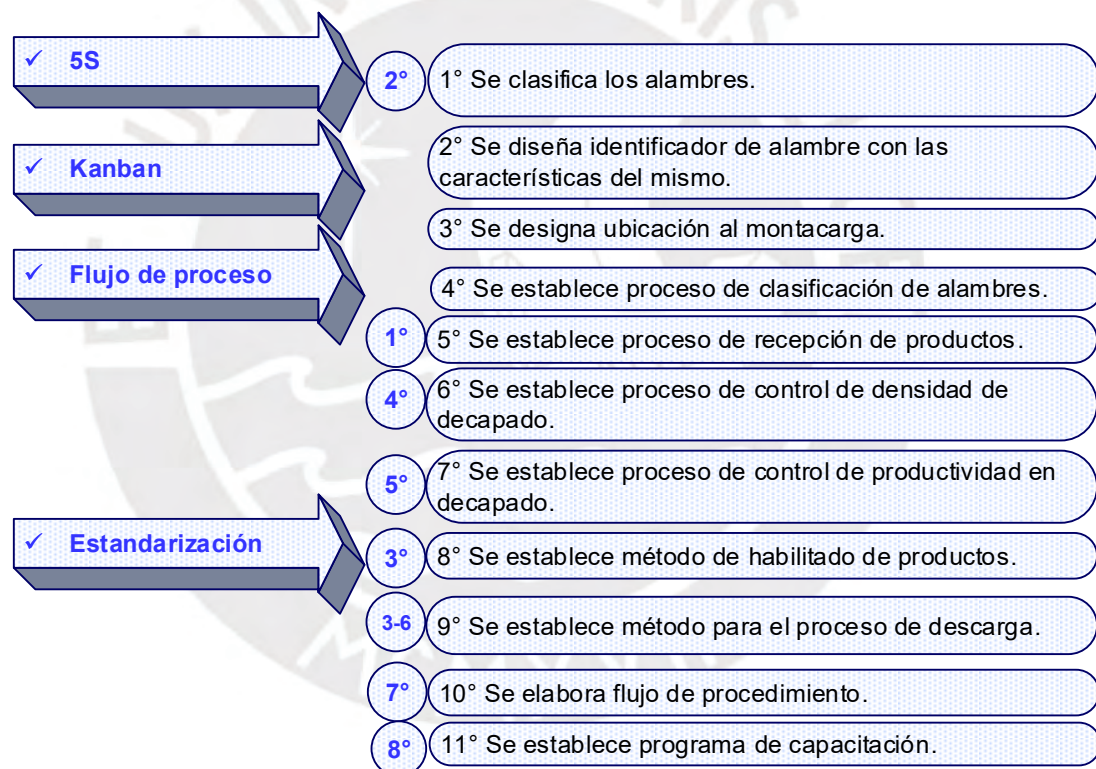 ✓ 5S
2°
1° Se clasifica los alambres.
✓ Kanban
2° Se diseña identificador de alambre con las
características del mismo.
3° Se designa ubicación al montacarga.
✓ Flujo de proceso
4° Se establece proceso de clasificación de alambres.
1°
5° Se establece proceso de recepción de productos.
4°
6° Se establece proceso de control de densidad de
decapado.
5°
7° Se establece proceso de control de productividad en
decapado.
✓ Estandarización
3°
8° Se establece método de habilitado de productos.
3-6
9° Se establece método para el proceso de descarga.
7°
10° Se elabora flujo de procedimiento.
8°
11° Se establece programa de capacitación.